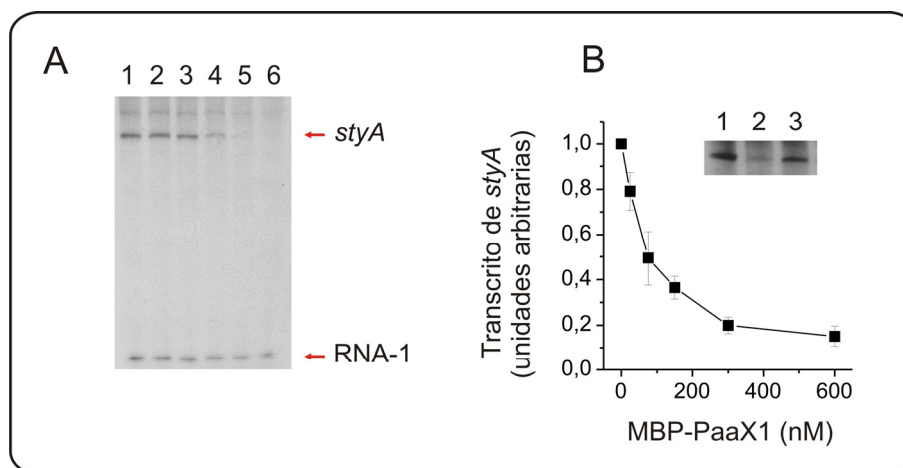 A
1 2 3 4 5 6
styA
RNA-1
B
1 2 3
Transcrito de styA
(unidades arbitrarias)
1,0
0,8
0,6
0,4
0,2
0,0
0 200 400 600
MBP-PaaX1 (nM)